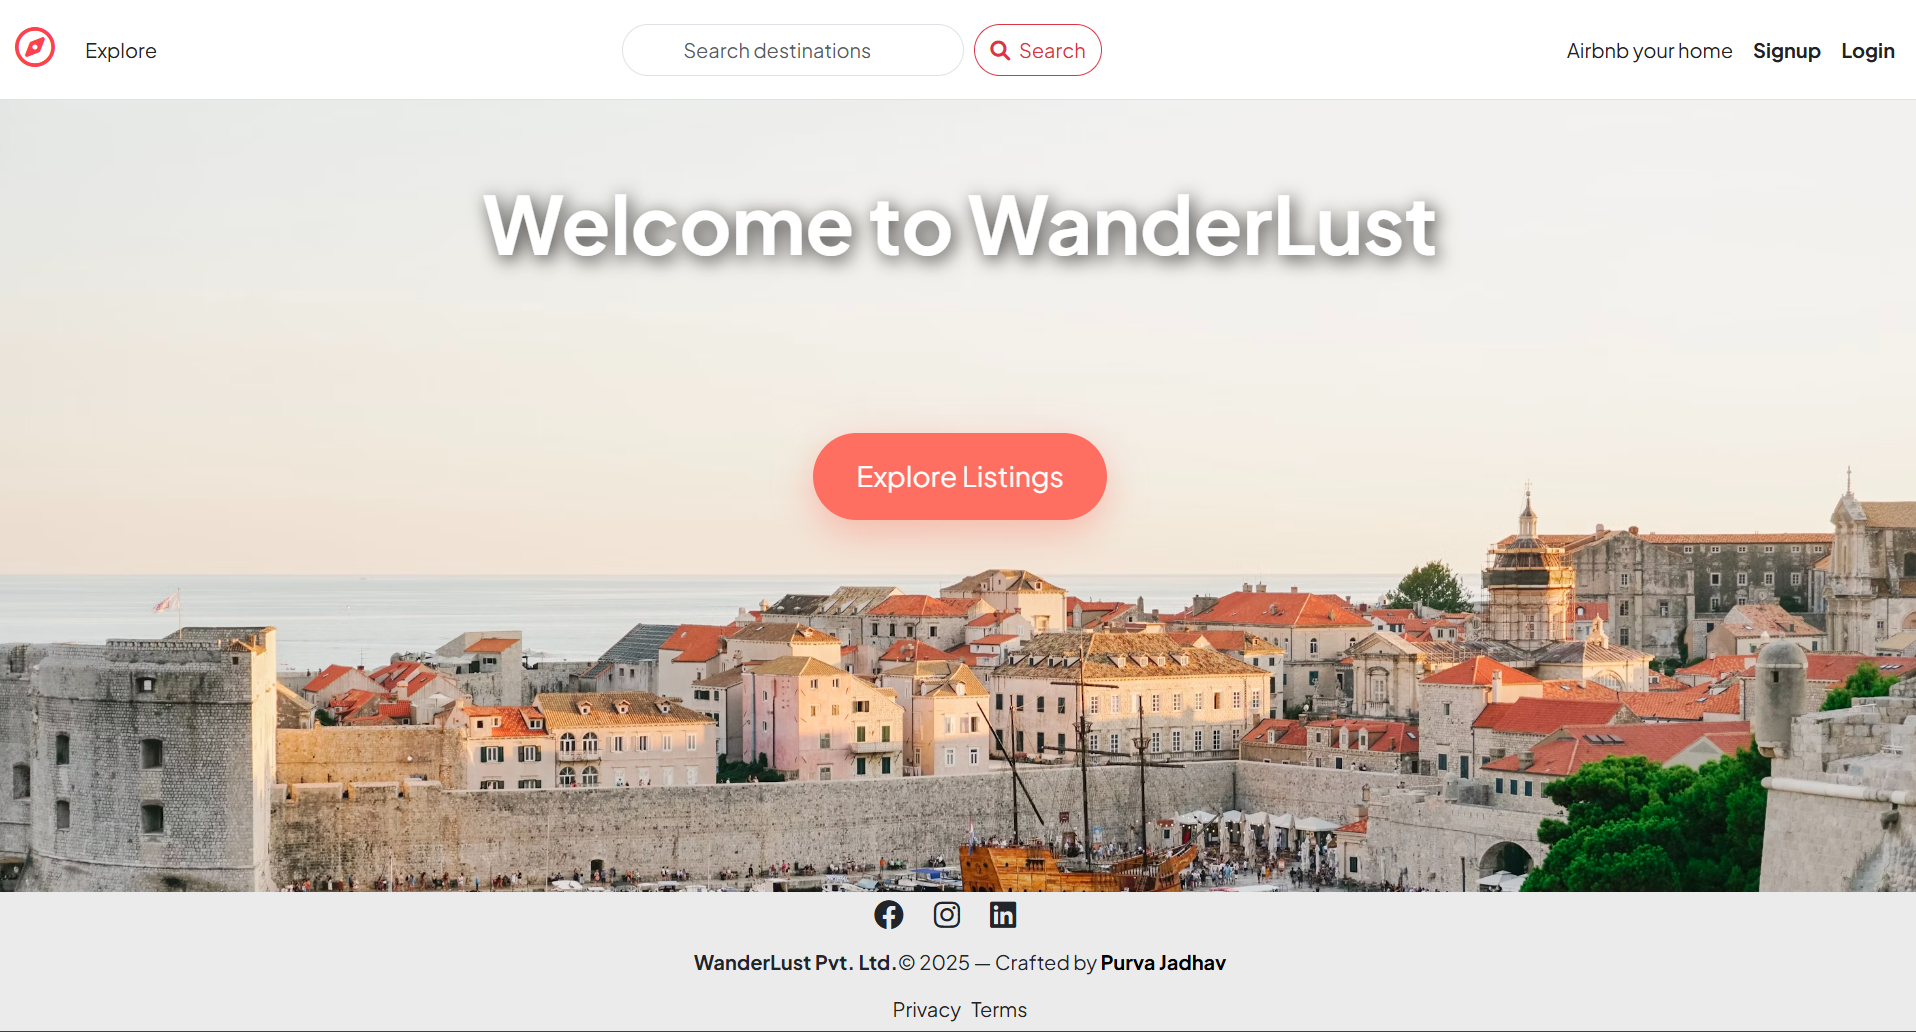 Explore
Search destinations
Search
Airbnb your home
Signup
Login
Welcome to WanderLust
Explore Listings
WanderLust Pvt. Ltd.© 2025 — Crafted by Purva Jadhav
Privacy Terms